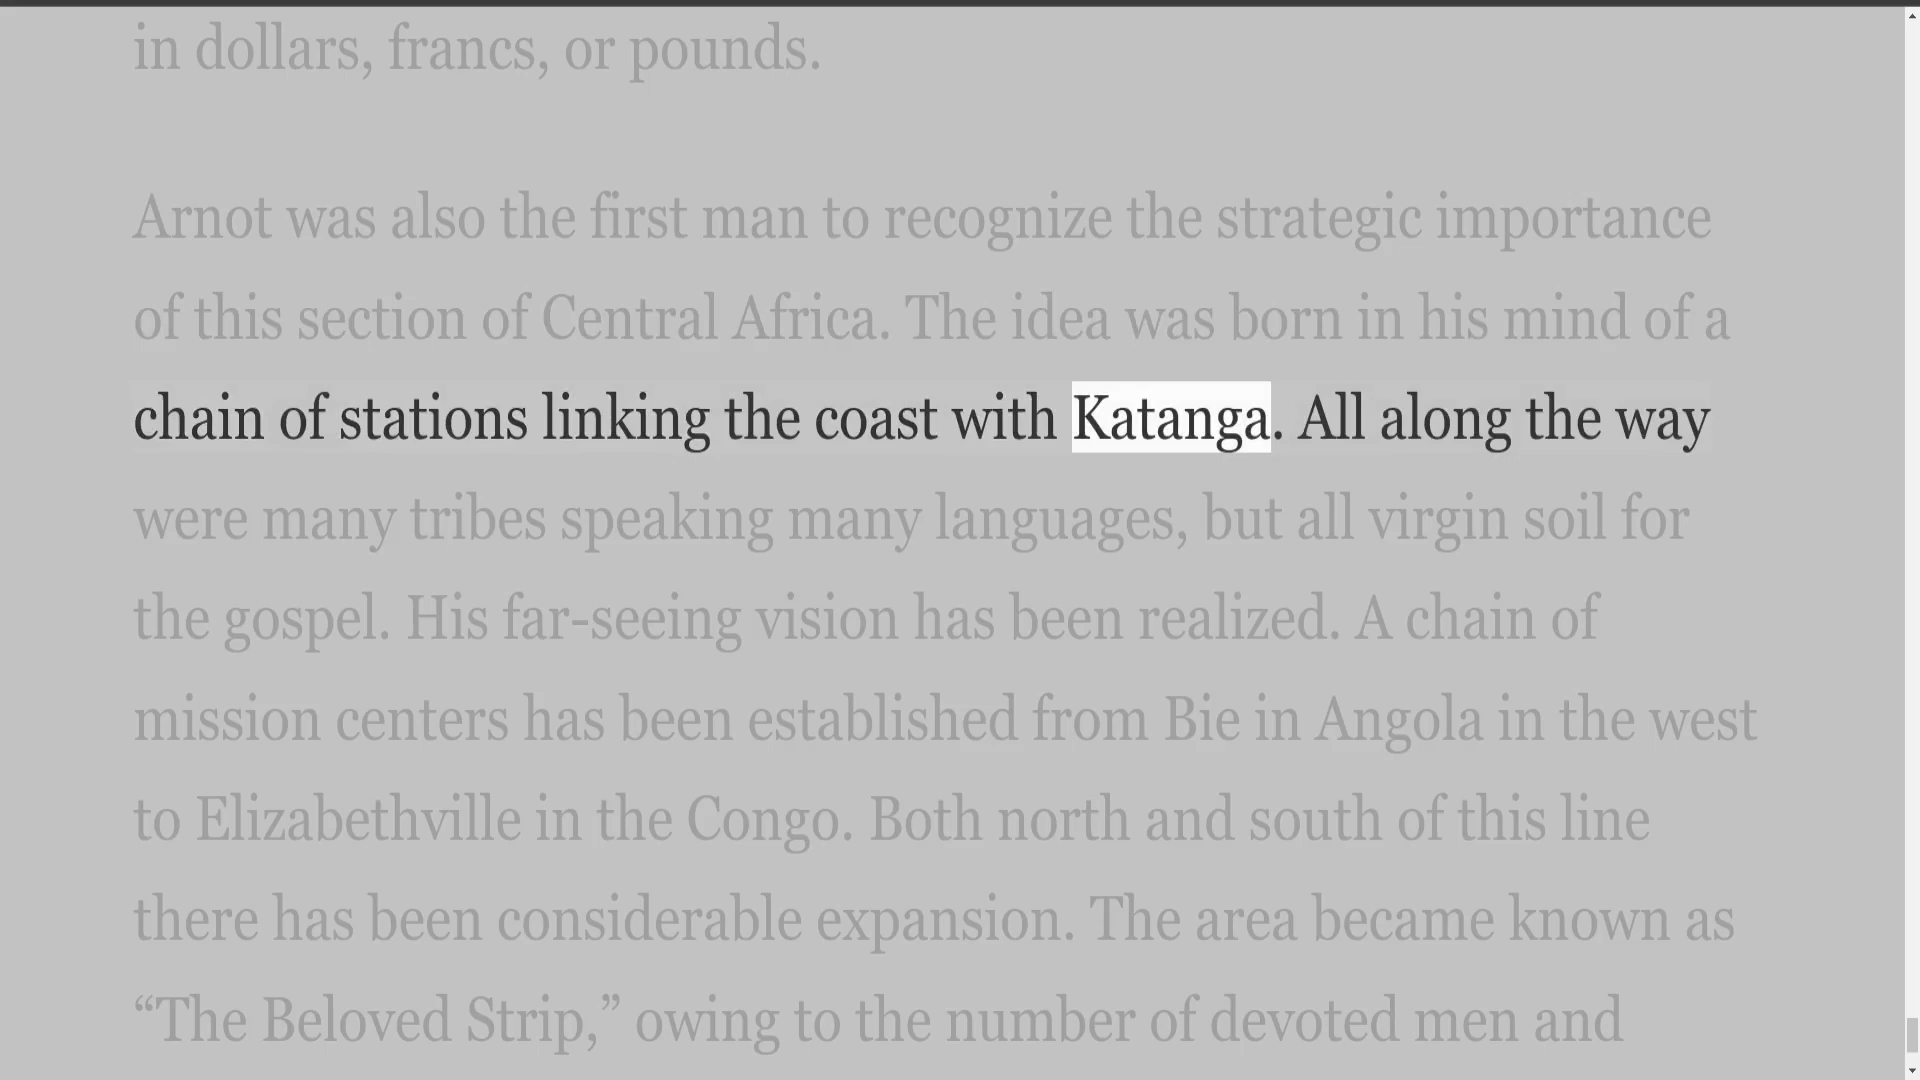 in dollars, francs, or pounds.
Arnot was also the first man to recognize the strategic importance
of this section of Central Africa. The idea was born in his mind of a
chain of stations linking the coast with Katanga. All along the way
were many tribes speaking many languages, but all virgin soil for
the gospel. His far-seeing vision has been realized. A chain of
mission centers has been established from Bie in Angola in the west
to Elizabethville in the Congo. Both north and south of this line
there has been considerable expansion. The area became known as
“The Beloved Strip,” owing to the number of devoted men and